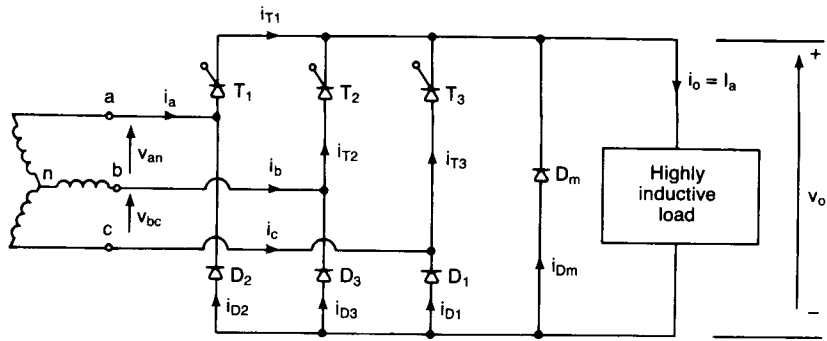 i_T1
a
i_a
T_1
T_2
T_3
i_o = I_a
+
v_an
n
b
i_b
i_T2
i_T3
D_m
Highly
inductive
load
v_o
v_bc
c
i_c
D_2
D_3
D_1
i_Dm
i_D2
i_D3
i_D1
−